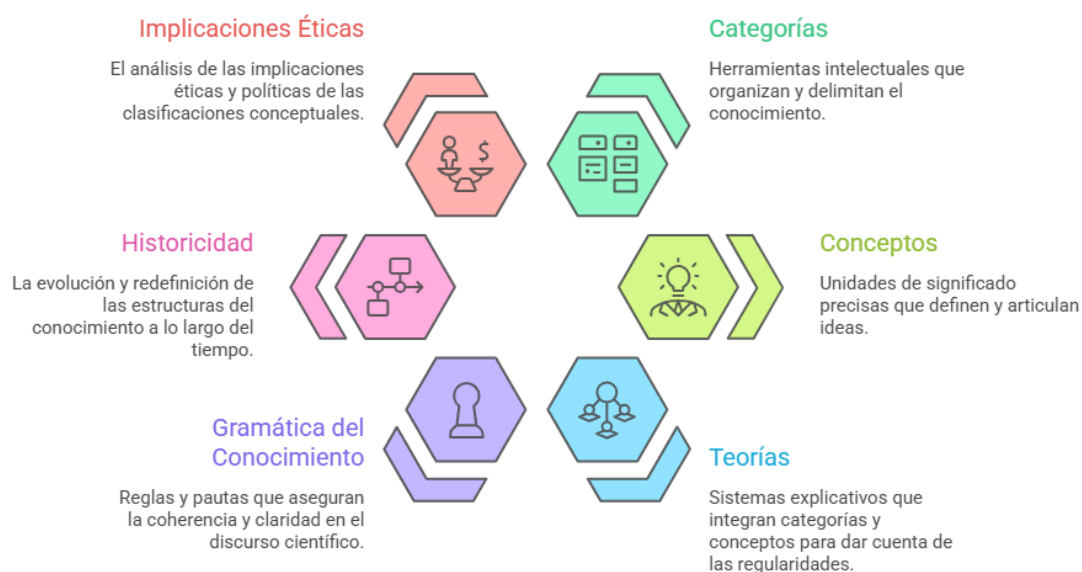 Implicaciones Éticas
El análisis de las implicaciones
éticas y políticas de las
clasificaciones conceptuales.
Categorías
Herramientas intelectuales que
organizan y delimitan el
conocimiento.
$
Historicidad
La evolución y redefinición de
las estructuras del
conocimiento a lo largo del
tiempo.
Conceptos
Unidades de significado
precisas que definen y articulan
ideas.
Gramática del
Conocimiento
Reglas y pautas que aseguran
la coherencia y claridad en el
discurso científico.
Teorías
Sistemas explicativos que
integran categorías y
conceptos para dar cuenta de
las regularidades.